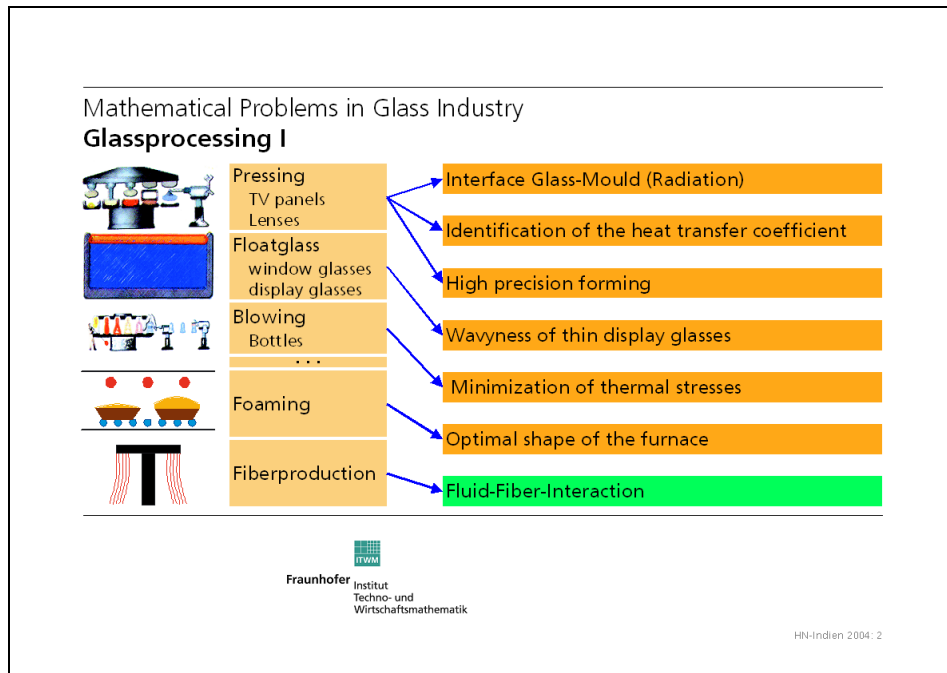 Mathematical Problems in Glass Industry
Glassprocessing I
Pressing
TV panels
Lenses
Floatglass
window glasses
display glasses
Blowing
Bottles
...
Foaming
Fiberproduction
Interface Glass-Mould (Radiation)
Identification of the heat transfer coefficient
High precision forming
Wavyness of thin display glasses
Minimization of thermal stresses
Optimal shape of the furnace
Fluid-Fiber-Interaction
ITWM
Fraunhofer Institut
Techno- und
Wirtschaftsmathematik
HN-Indien 2004: 2